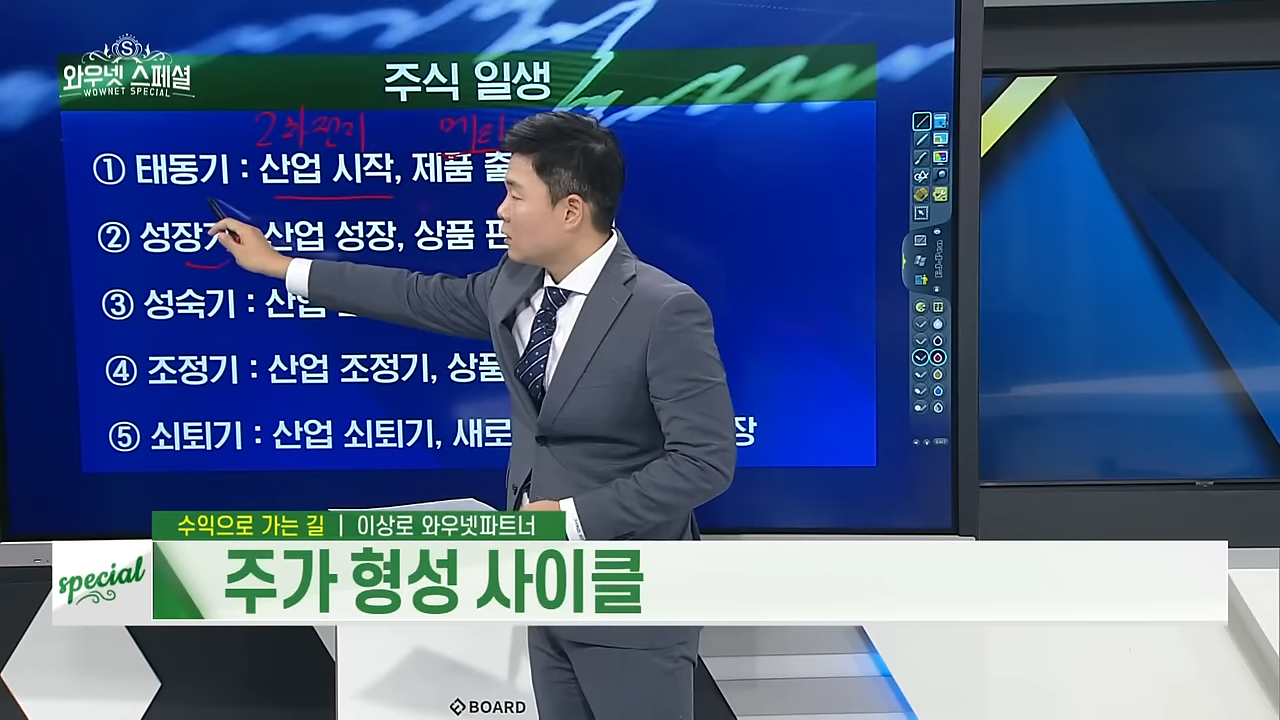 S
와우넷 스페셜
WOWNET SPECIAL
주식 일생
2차전지 메타
① 태동기 : 산업 시작, 제품
② 성장 산업 성장, 상품
③ 성숙기 :
④ 조정기 : 산업 조정기, 상품
⑤ 쇠퇴기 : 산업 쇠퇴기, 새로 장
수익으로 가는 길 | 이상로 와우넷파트너
special
주가 형성 사이클
BOARD